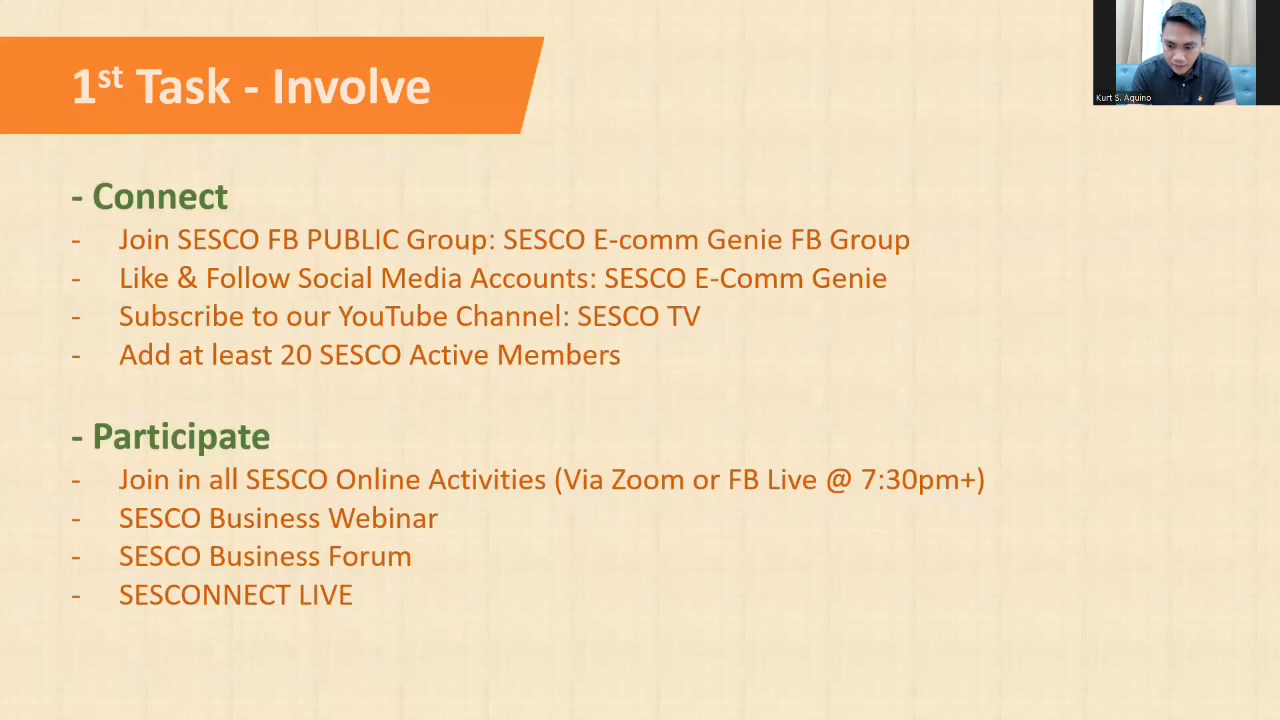 1st Task - Involve
Kurt S. Aquino
- Connect
- Join SESCO FB PUBLIC Group: SESCO E-comm Genie FB Group
- Like & Follow Social Media Accounts: SESCO E-Comm Genie
- Subscribe to our YouTube Channel: SESCO TV
- Add at least 20 SESCO Active Members
- Participate
- Join in all SESCO Online Activities (Via Zoom or FB Live @ 7:30pm+)
- SESCO Business Webinar
- SESCO Business Forum
- SESCONNECT LIVE